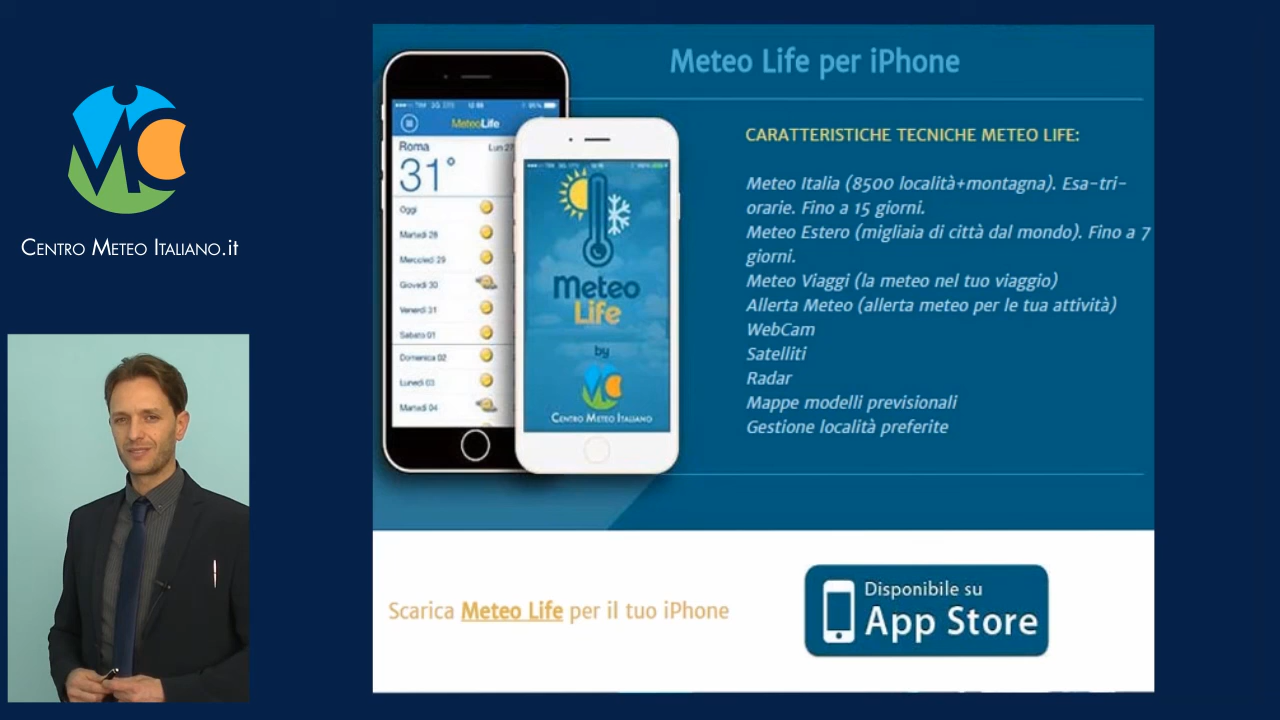 Meteo Life per iPhone
CENTRO METEO ITALIANO.it
MeteoLife
Roma
Lun 27
31°
Oggi
Martedì 28
Mercoledì 29
Giovedì 30
Venerdì 31
Sabato 01
Domenica 02
Lunedì 03
Martedì 04
Meteo
Life
by
CENTRO METEO ITALIANO
CARATTERISTICHE TECNICHE METEO LIFE:
Meteo Italia (8500 località+montagna). Esa-tri-
orarie. Fino a 15 giorni.
Meteo Estero (migliaia di città dal mondo). Fino a 7
giorni.
Meteo Viaggi (la meteo nel tuo viaggio)
Allerta Meteo (allerta meteo per le tua attività)
WebCam
Satelliti
Radar
Mappe modelli previsionali
Gestione località preferite
Scarica Meteo Life per il tuo iPhone
Disponibile su
App Store